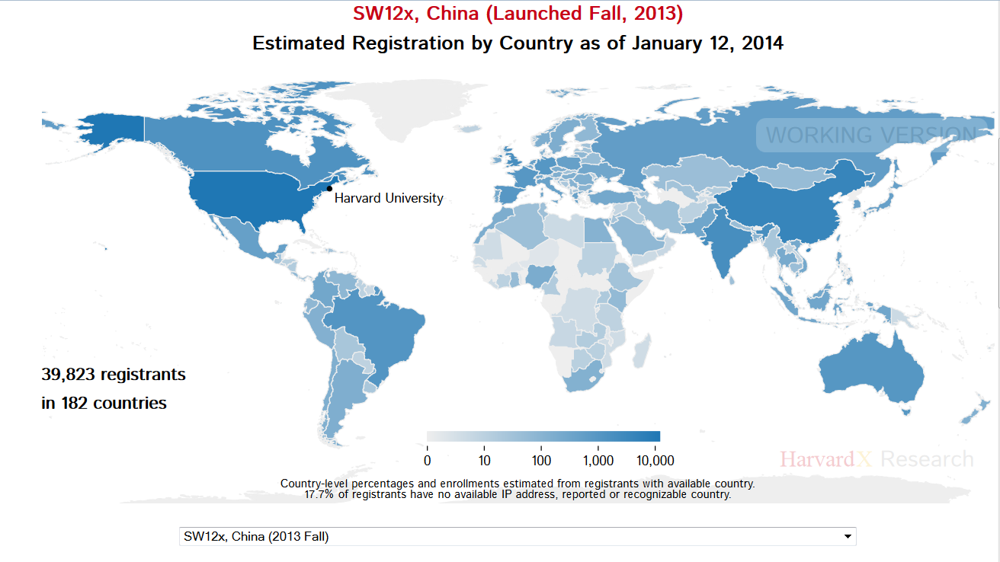 SW12x, China (Launched Fall, 2013)
Estimated Registration by Country as of January 12, 2014
WORKING VERSION
Harvard University
39,823 registrants
in 182 countries
0 10 100 1,000 10,000
HarvardX Research
Country-level percentages and enrollments estimated from registrants with available country.
17.7% of registrants have no available IP address, reported or recognizable country.
SW12x, China (2013 Fall)